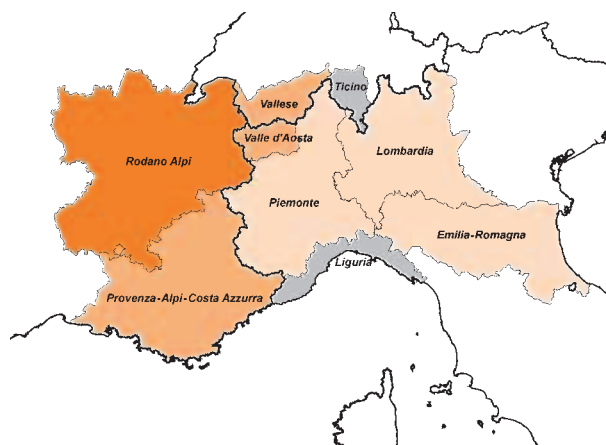 Ticino
Vallese
Valle d'Aosta
Lombardia
Rodano Alpi
Piemonte
Emilia-Romagna
Liguria
Provenza-Alpi-Costa Azzurra